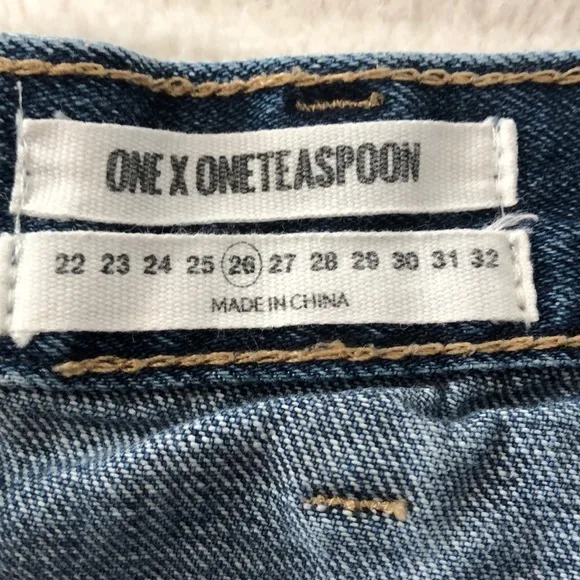 ONE X ONETEASPOON
22 23 24 25 26 27 28 29 30 31 32
MADE IN CHINA